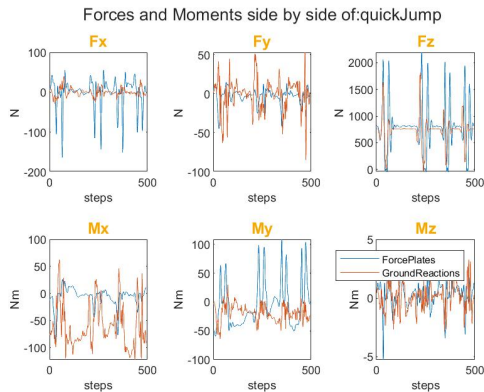 Forces and Moments side by side of:quickJump
Fx
Fy
Fz
100
0
-100
-200
N
0
500
steps
50
0
-50
-100
N
0
500
steps
2000
1500
1000
500
0
N
0
500
steps
Mx
My
Mz
100
50
0
-50
-100
Nm
0
500
steps
100
50
0
-50
-100
Nm
0
500
steps
5
0
-5
Nm
0
500
steps
ForcePlates
GroundReactions